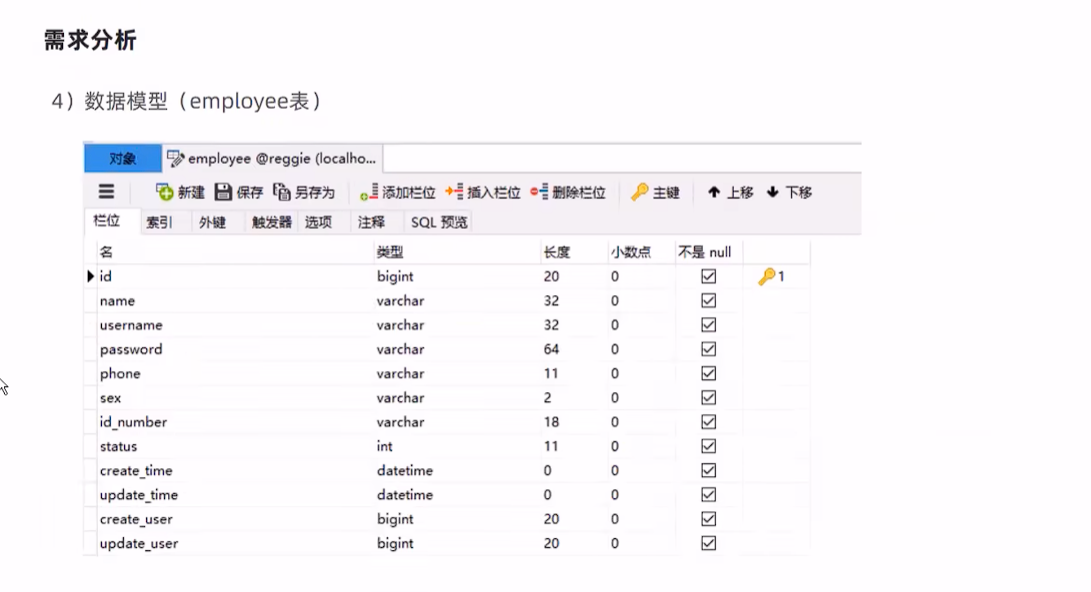 需求分析
4）数据模型（employee表）
对象 employee @reggie (localho...
新建 保存 另存为 添加栏位 插入栏位 删除栏位 主键 上移 下移
栏位 索引 外键 触发器 选项 注释 SQL 预览
名 类型 长度 小数点 不是 null
id bigint 20 0 1
name varchar 32 0
username varchar 32 0
password varchar 64 0
phone varchar 11 0
sex varchar 2 0
id_number varchar 18 0
status int 11 0
create_time datetime 0 0
update_time datetime 0 0
create_user bigint 20 0
update_user bigint 20 0